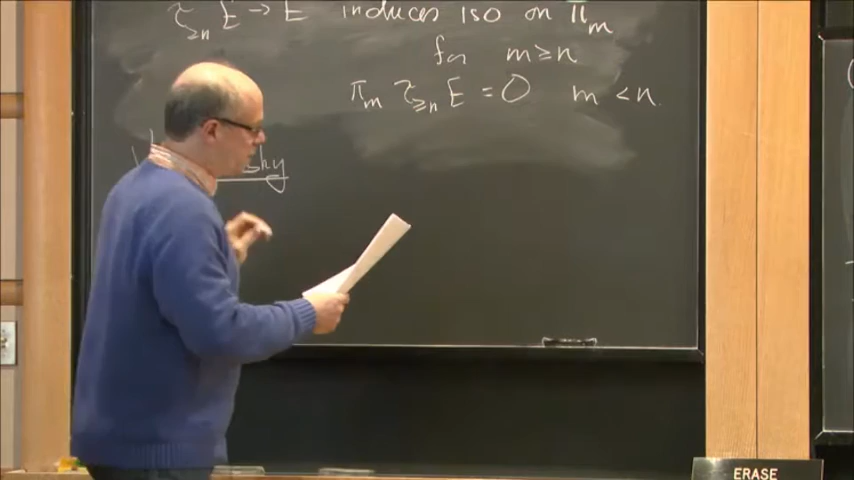 τ≥n E → E induces iso on πm
for m ≥ n
πm τ≥n E = 0 m < n.
ERASE